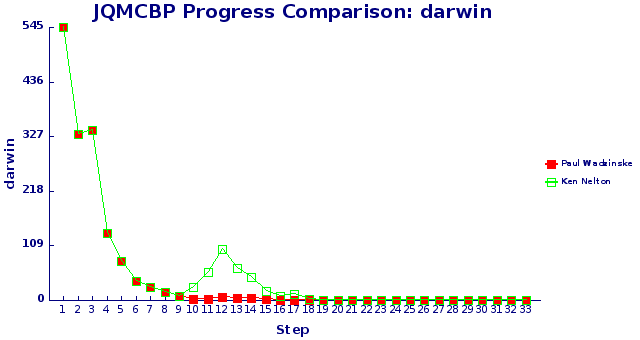 JQMCBP Progress Comparison: darwin
545
436
327
218
109
0
darwin
1 2 3 4 5 6 7 8 9 10 11 12 13 14 15 16 17 18 19 20 21 22 23 24 25 26 27 28 29 30 31 32 33
Step
Paul Wadzinske
Ken Nelton